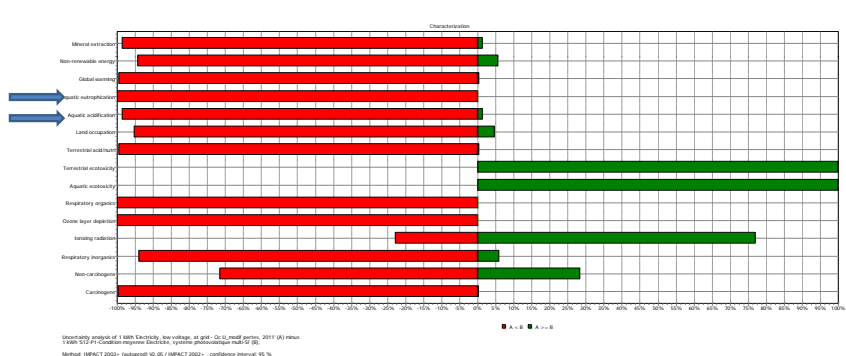 Characterization
Mineral extraction
Non-renewable energy
Global warming
quatic eutrophication
Aquatic acidification
Land occupation
Terrestrial acid/nutri
Terrestrial ecotoxicity
Aquatic ecotoxicity
Respiratory organics
Ozone layer depletion
Ionizing radiation
Respiratory inorganics
Non-carcinogens
Carcinogens
-100% -95% -90% -85% -80% -75% -70% -65% -60% -55% -50% -45% -40% -35% -30% -25% -20% -15% -10% -5% 0% 5% 10% 15% 20% 25% 30% 35% 40% 45% 50% 55% 60% 65% 70% 75% 80% 85% 90% 95% 100%
A < B A >= B
Uncertainty analysis of 1 kWh 'Electricity, low voltage, at grid - Qc U_modif pertes, 2011' (A) minus
1 kWh 'S12-P1-Condition moyenne Electricité, système photovoltaïque multi-Si' (B),
Method: IMPACT 2002+ (autoprod) V2.05 / IMPACT 2002+ , confidence interval: 95 %